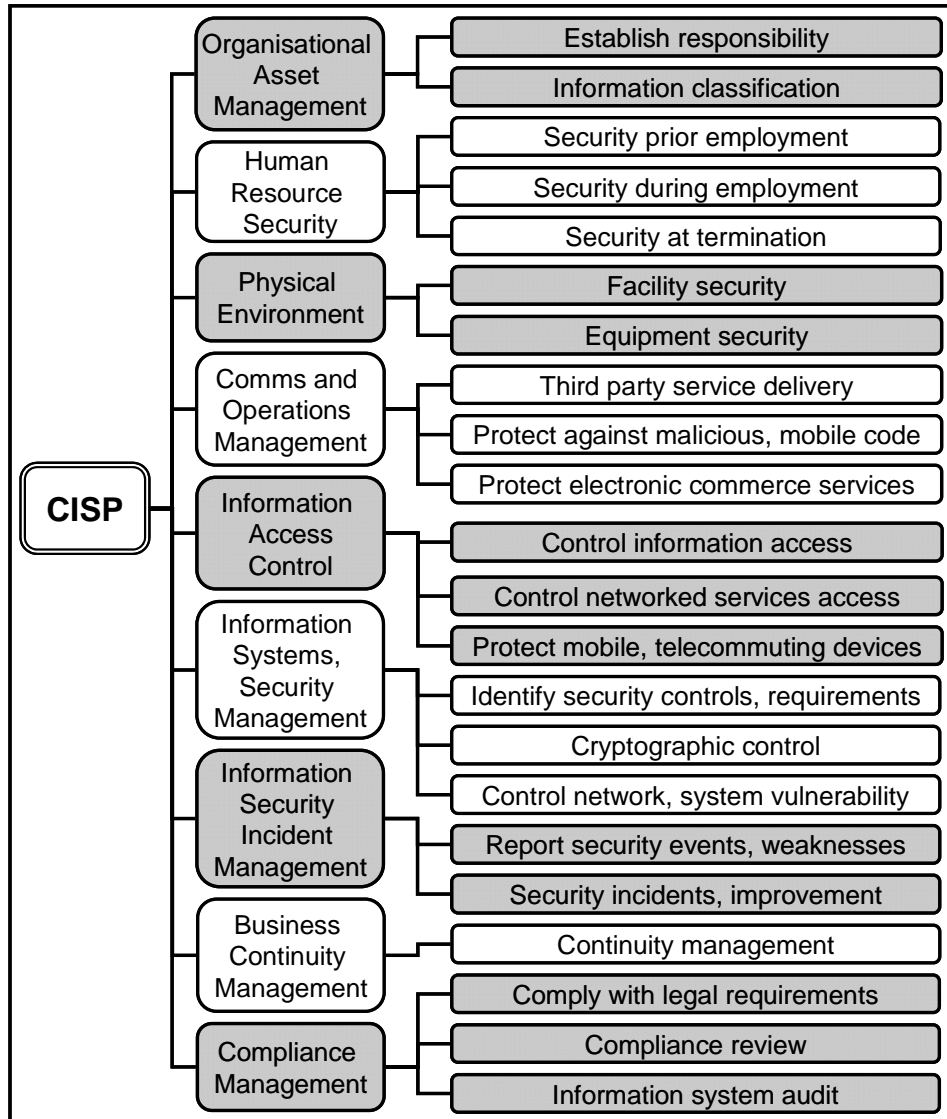 Organisational
Asset
Management
Establish responsibility
Information classification
Human
Resource
Security
Security prior employment
Security during employment
Security at termination
Physical
Environment
Facility security
Equipment security
Comms and
Operations
Management
Third party service delivery
Protect against malicious, mobile code
Protect electronic commerce services
CISP
Information
Access
Control
Control information access
Control networked services access
Protect mobile, telecommuting devices
Information
Systems,
Security
Management
Identify security controls, requirements
Cryptographic control
Control network, system vulnerability
Information
Security
Incident
Management
Report security events, weaknesses
Security incidents, improvement
Business
Continuity
Management
Continuity management
Compliance
Management
Comply with legal requirements
Compliance review
Information system audit